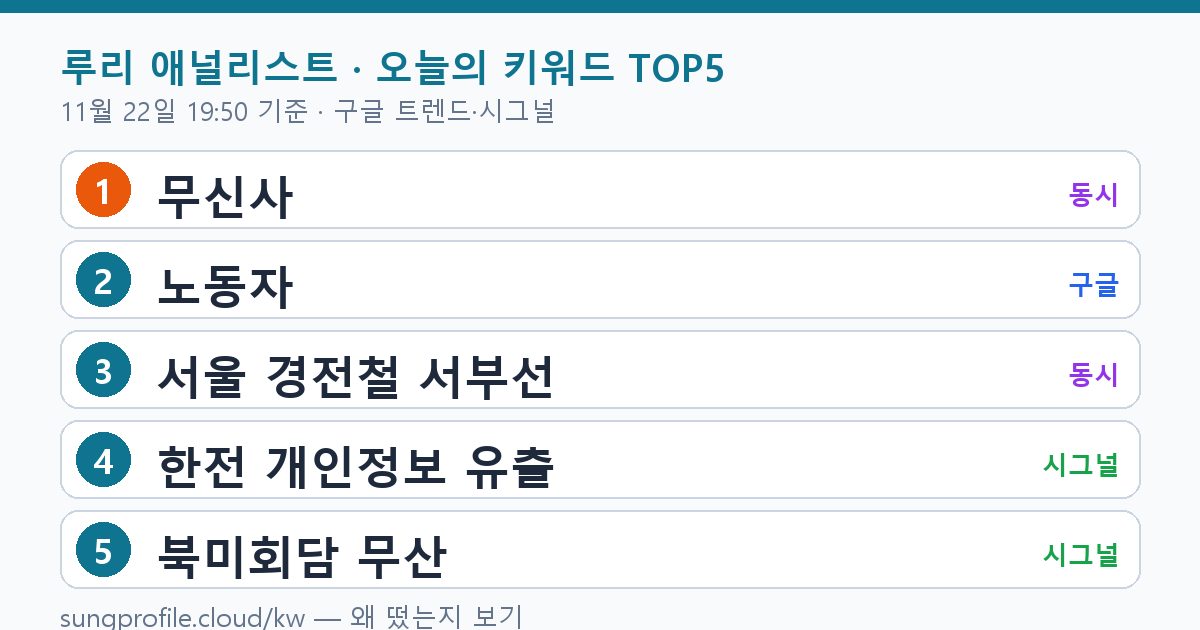 루리 애널리스트 · 오늘의 키워드 TOP5
11월 22일 19:50 기준 · 구글 트렌드·시그널
1 무신사 동시
2 노동자 구글
3 서울 경전철 서부선 동시
4 한전 개인정보 유출 시그널
5 북미회담 무산 시그널
sungprofile.cloud/kw — 왜 떴는지 보기